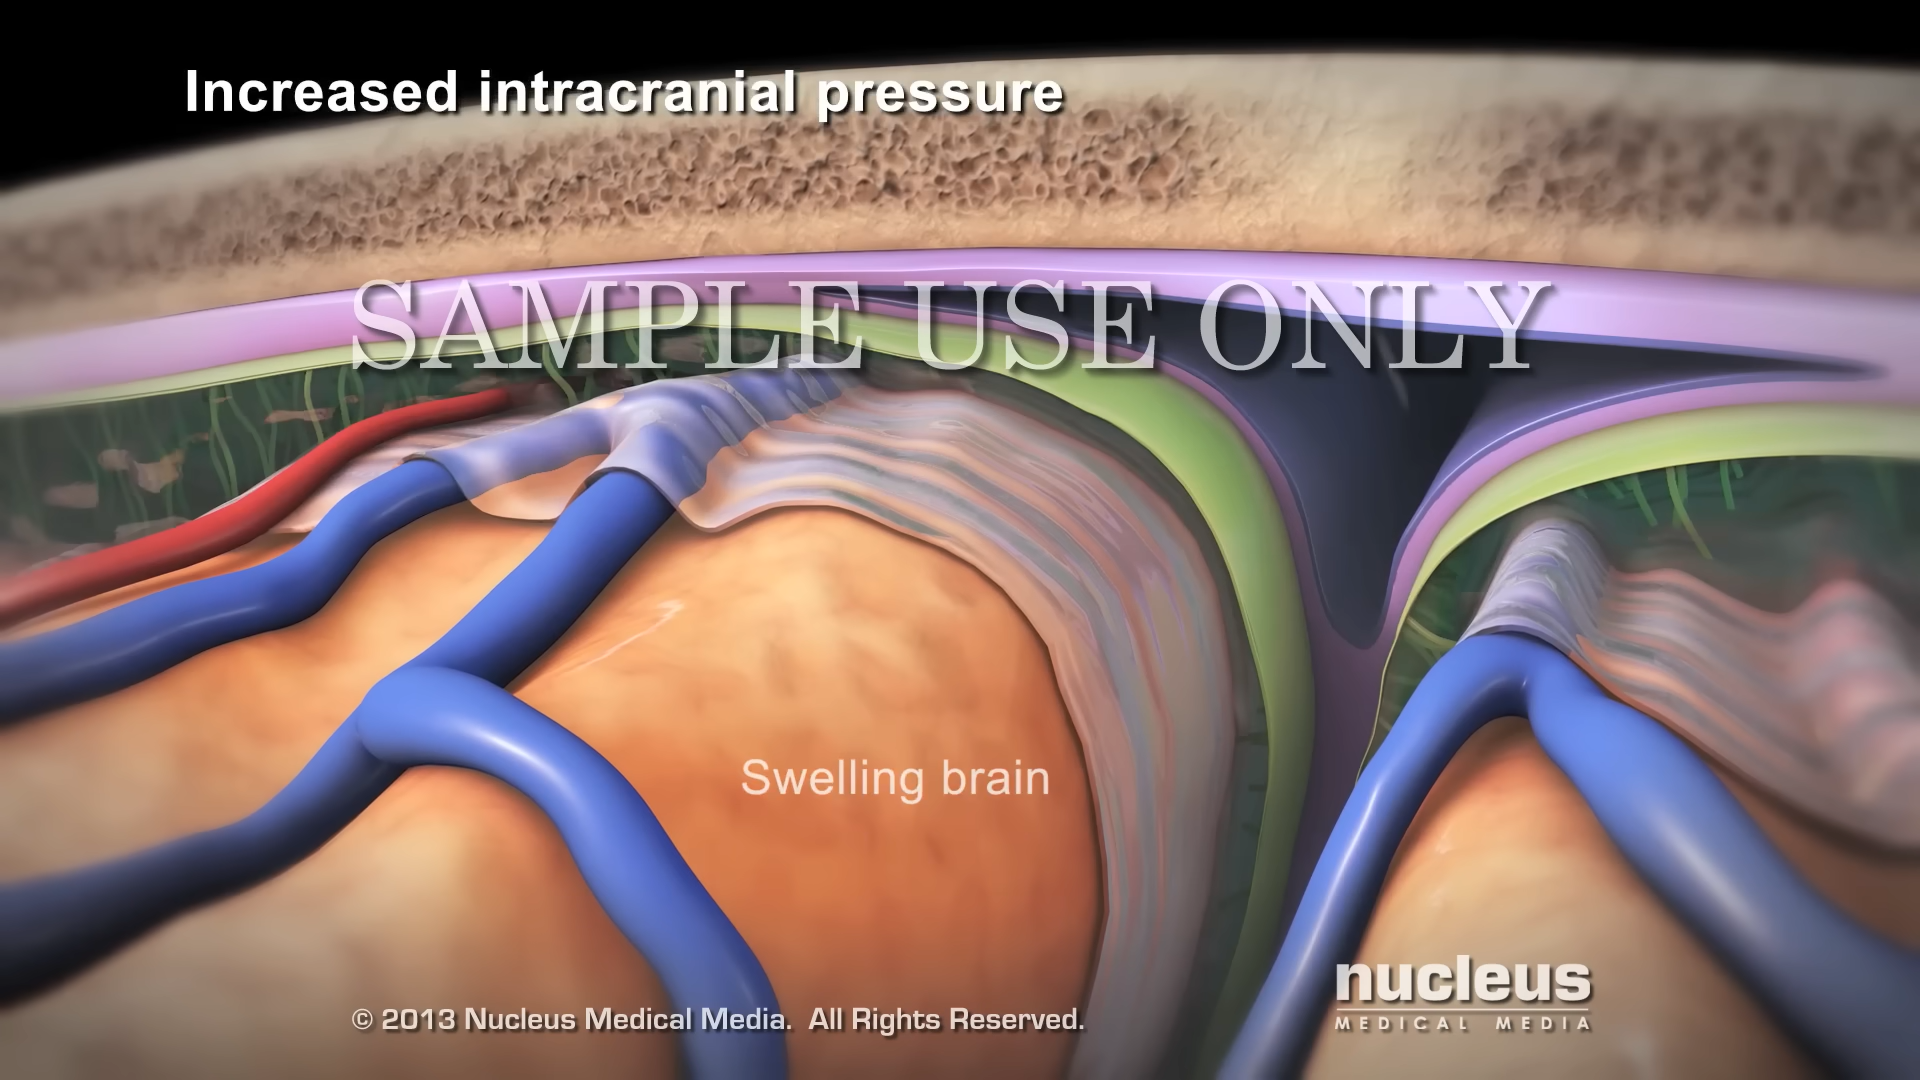 Increased intracranial pressure
SAMPLE USE ONLY
Swelling brain
nucleus
MEDICAL MEDIA
© 2013 Nucleus Medical Media. All Rights Reserved.